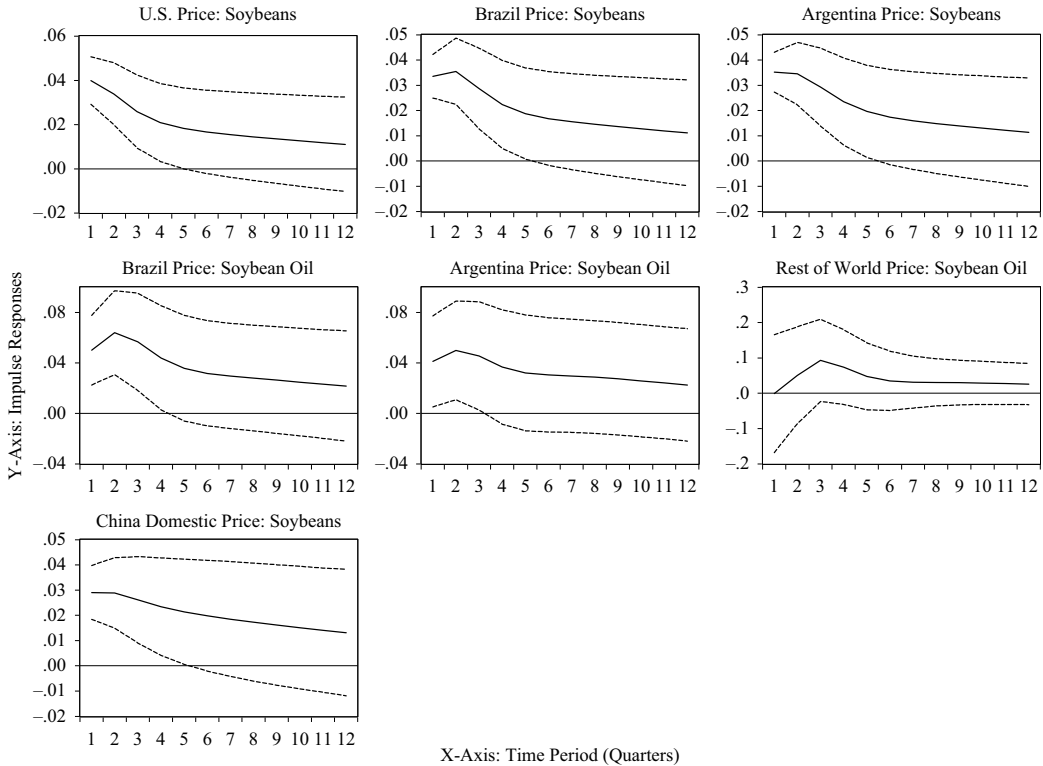 U.S. Price: Soybeans
.06
.04
.02
.00
–.02
1 2 3 4 5 6 7 8 9 10 11 12
Brazil Price: Soybeans
.05
.04
.03
.02
.01
.00
–.01
–.02
1 2 3 4 5 6 7 8 9 10 11 12
Argentina Price: Soybeans
.05
.04
.03
.02
.01
.00
–.01
–.02
1 2 3 4 5 6 7 8 9 10 11 12
Y-Axis: Impulse Responses
Brazil Price: Soybean Oil
.08
.04
.00
–.04
1 2 3 4 5 6 7 8 9 10 11 12
Argentina Price: Soybean Oil
.08
.04
.00
–.04
1 2 3 4 5 6 7 8 9 10 11 12
Rest of World Price: Soybean Oil
.3
.2
.1
.0
–.1
–.2
1 2 3 4 5 6 7 8 9 10 11 12
China Domestic Price: Soybeans
.05
.04
.03
.02
.01
.00
–.01
–.02
1 2 3 4 5 6 7 8 9 10 11 12
X-Axis: Time Period (Quarters)